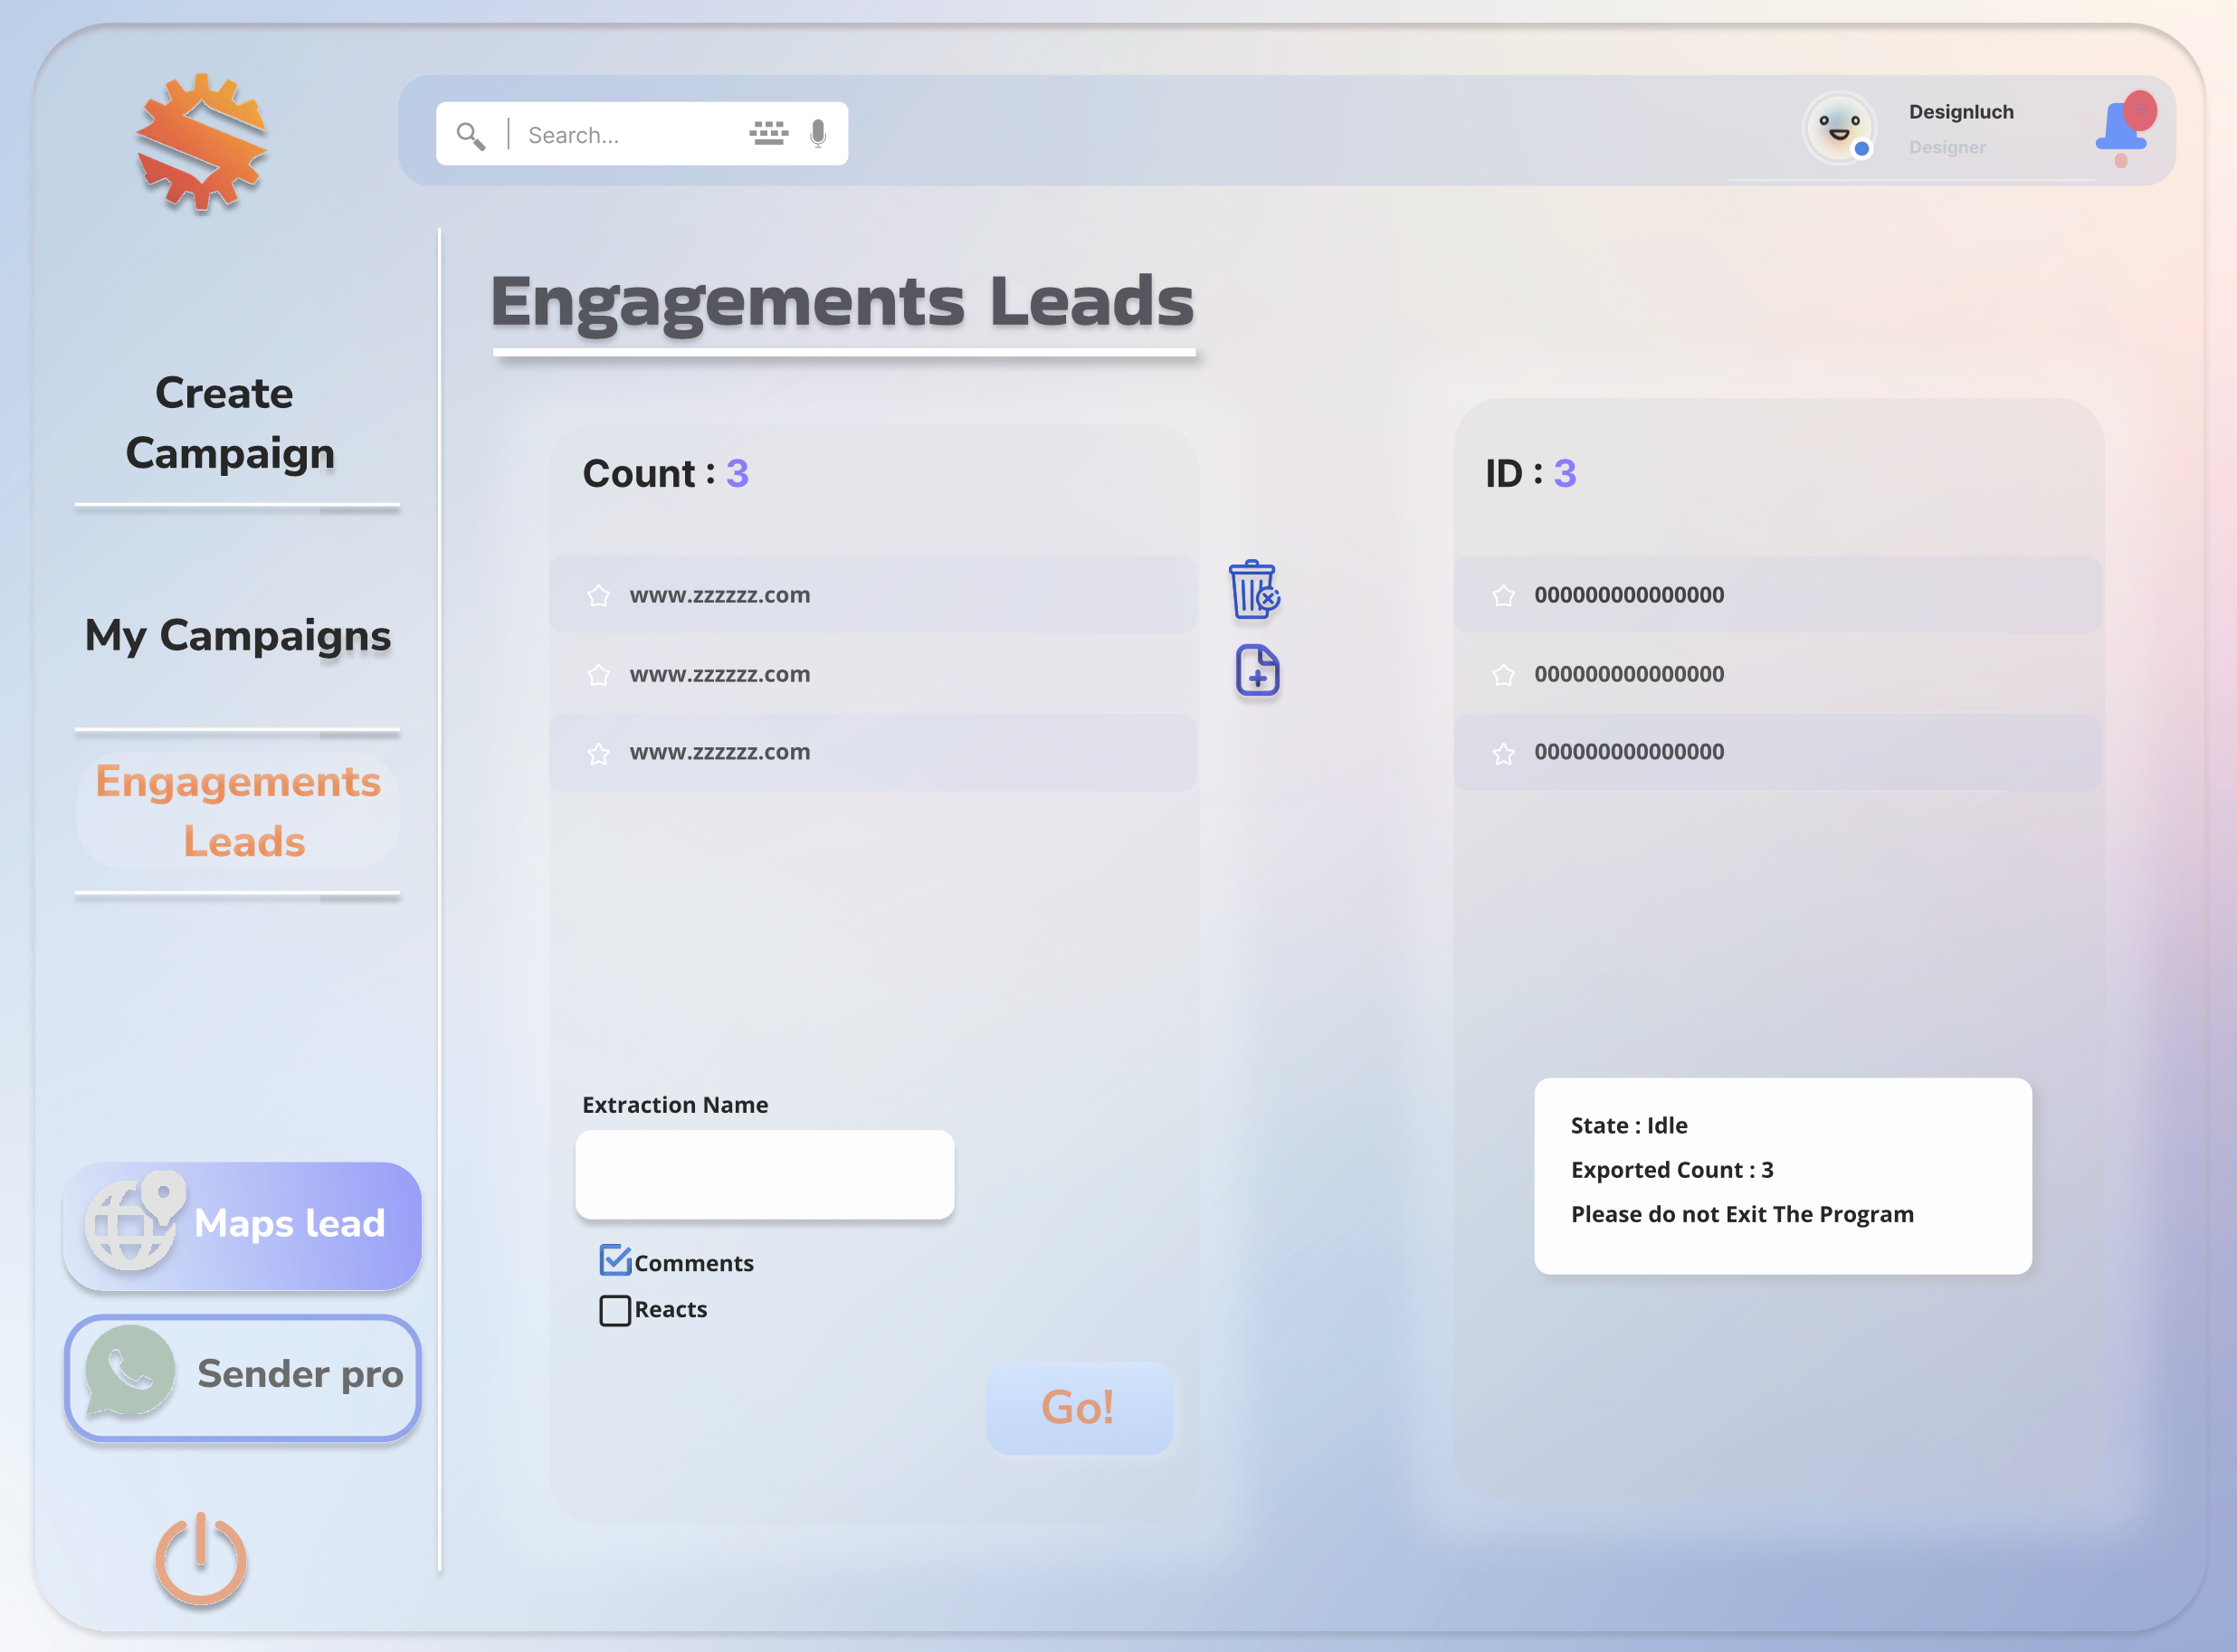 Search...
Designluch
Designer
Engagements Leads
Create
Campaign
My Campaigns
Engagements
Leads
Maps lead
Sender pro
Count : 3
www.zzzzzz.com
www.zzzzzz.com
www.zzzzzz.com
Extraction Name
Comments
Reacts
Go!
ID : 3
000000000000000
000000000000000
000000000000000
State : Idle
Exported Count : 3
Please do not Exit The Program